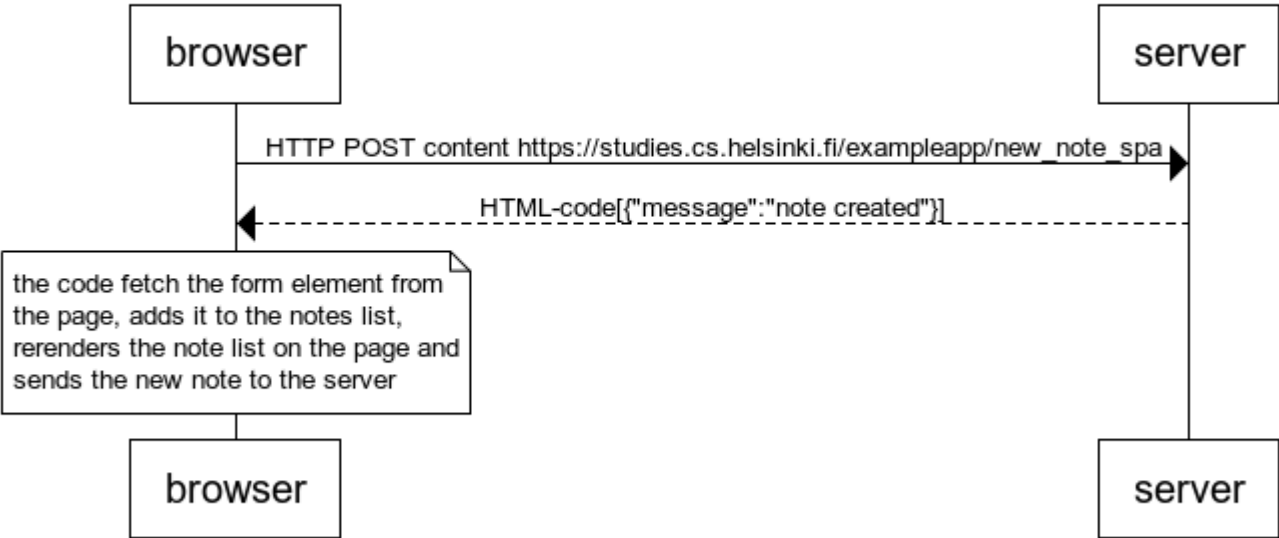 browser
server
HTTP POST content https://studies.cs.helsinki.fi/exampleapp/new_note_spa
HTML-code[{"message":"note created"}]
the code fetch the form element from
the page, adds it to the notes list,
rerenders the note list on the page and
sends the new note to the server
browser
server